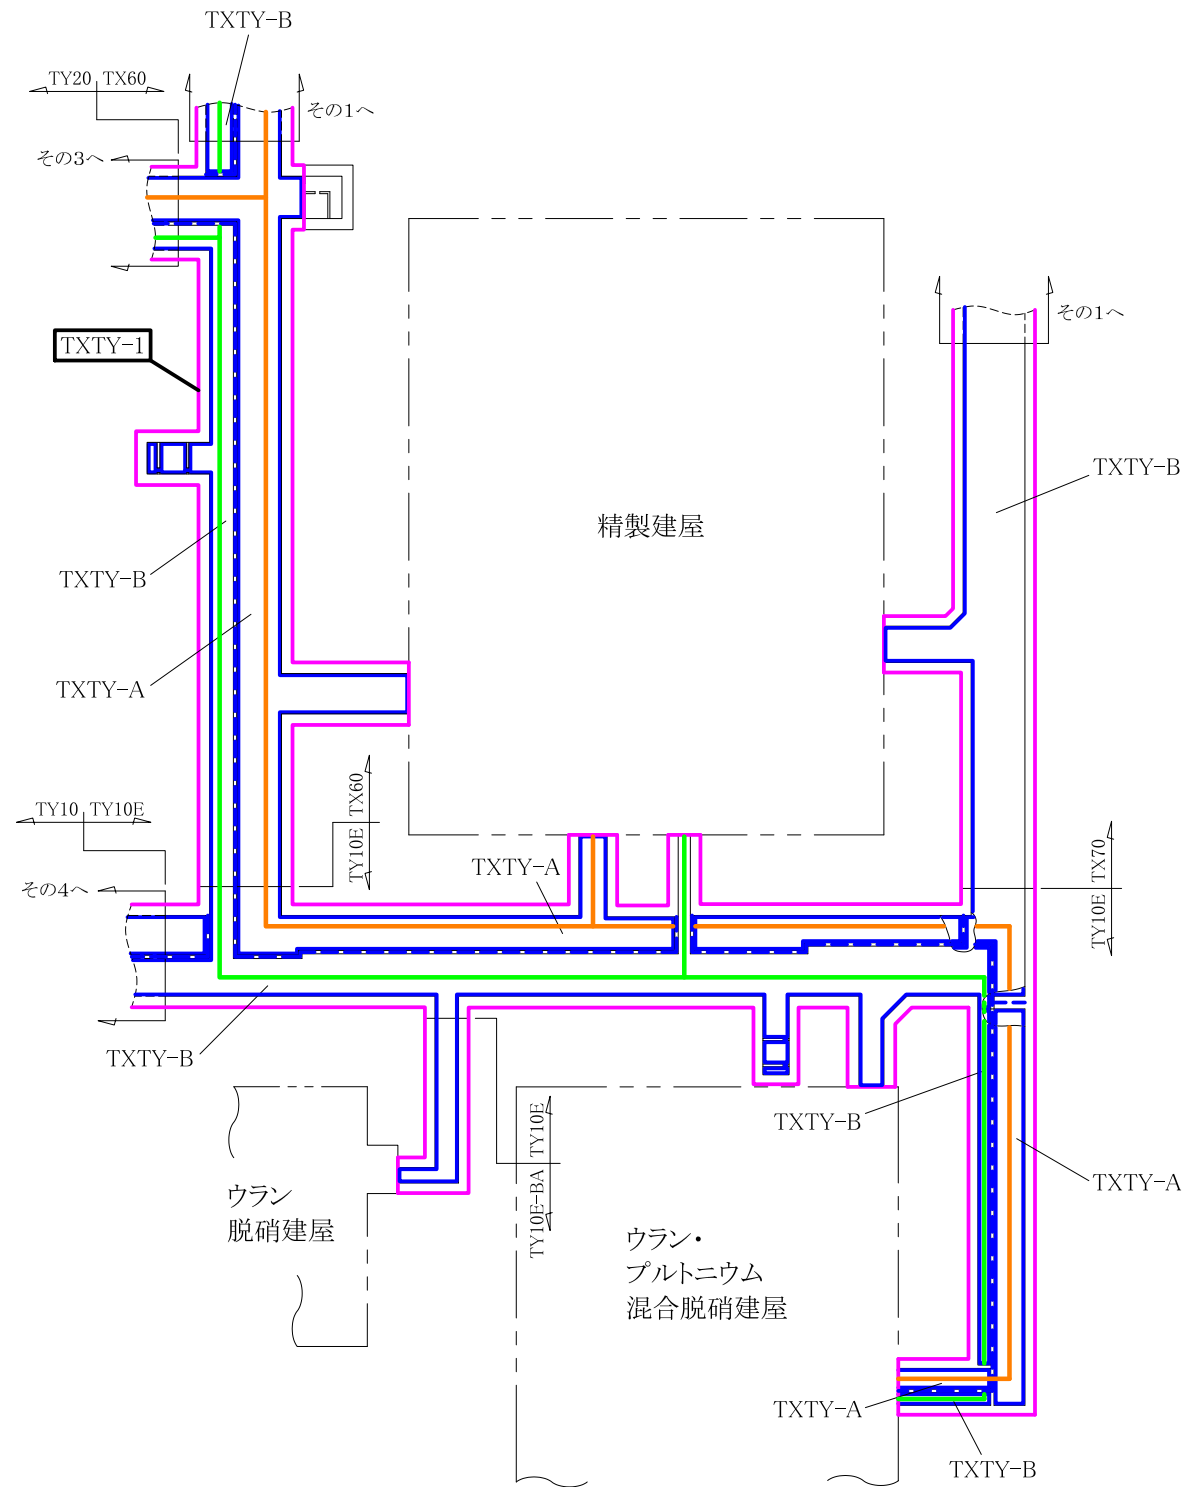 TXTY-B
TY20 TX60
その1へ
その3へ
その1へ
TXTY-1
TXTY-B
精製建屋
TXTY-B
TXTY-A
TY10E TX60
TY10 TY10E
TXTY-A
TY10E TX70
その4へ
TXTY-B
TXTY-B
TY10E-BA TY10E
TXTY-A
ウラン
脱硝建屋
ウラン・
プルトニウム
混合脱硝建屋
TXTY-A
TXTY-B